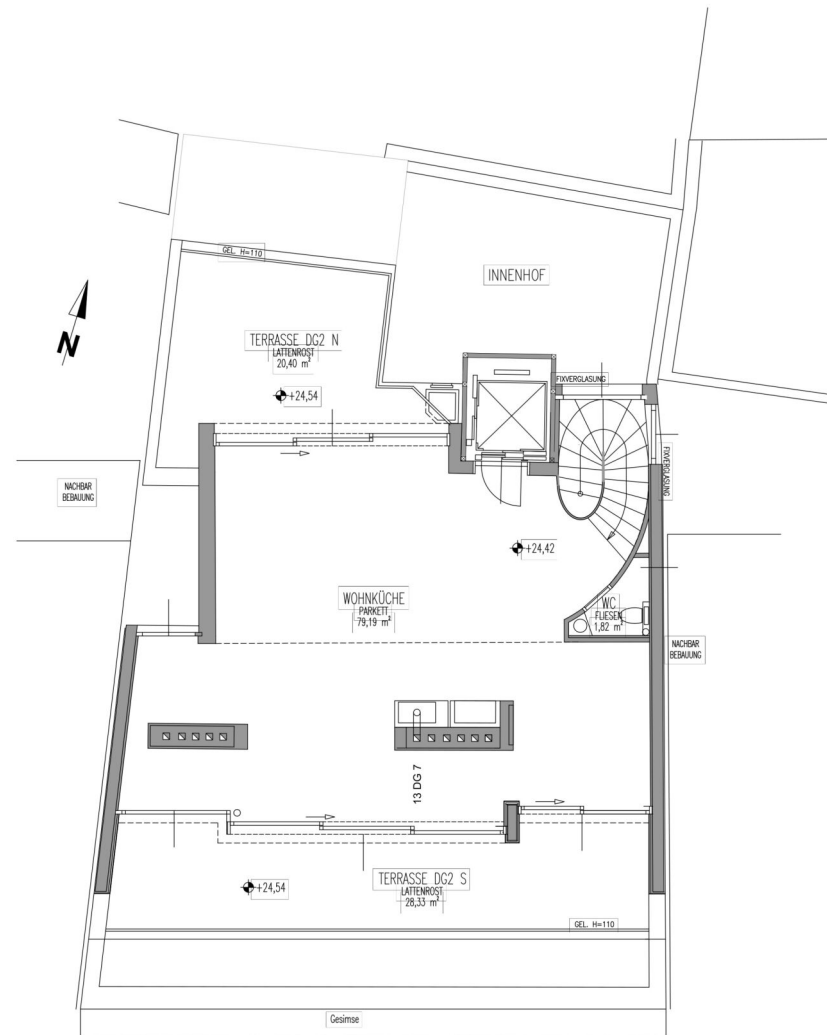 GEL. H=110
INNENHOF
N
TERRASSE DG2 N
LATTENROST
20,40 m²
+24,54
FIXVERGLASUNG
FIXVERGLASUNG
NACHBAR
BEBAUUNG
+24,42
WOHNKÜCHE
PARKETT
79,19 m²
WC
FLIESEN
1,82 m²
NACHBAR
BEBAUUNG
13 DG 7
TERRASSE DG2 S
LATTENROST
28,33 m²
+24,54
GEL. H=110
Gesimse